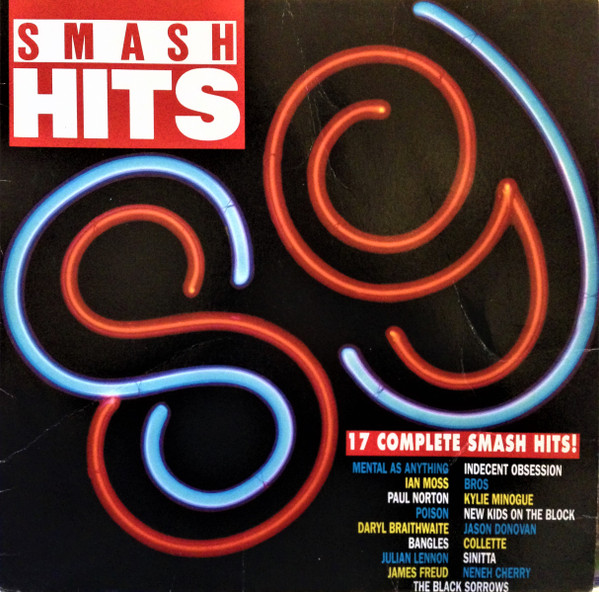 SMASH
HITS
89
17 COMPLETE SMASH HITS!
MENTAL AS ANYTHING INDECENT OBSESSION
IAN MOSS BROS
PAUL NORTON KYLIE MINOGUE
POISON NEW KIDS ON THE BLOCK
DARYL BRAITHWAITE JASON DONOVAN
BANGLES COLLETTE
JULIAN LENNON SINITTA
JAMES FREUD NENEH CHERRY
THE BLACK SORROWS